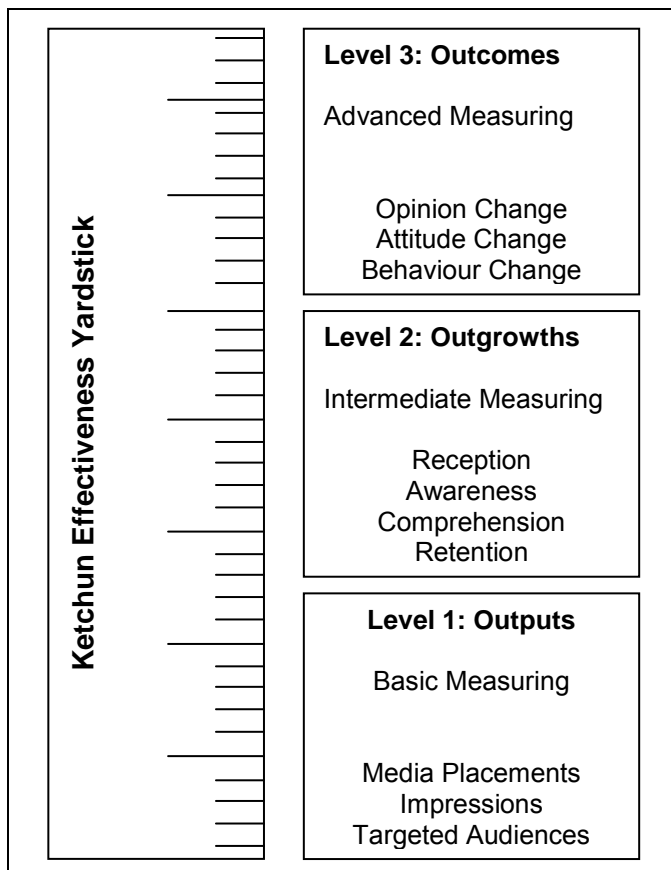 Ketchun Effectiveness Yardstick
Level 3: Outcomes
Advanced Measuring
Opinion Change
Attitude Change
Behaviour Change
Level 2: Outgrowths
Intermediate Measuring
Reception
Awareness
Comprehension
Retention
Level 1: Outputs
Basic Measuring
Media Placements
Impressions
Targeted Audiences